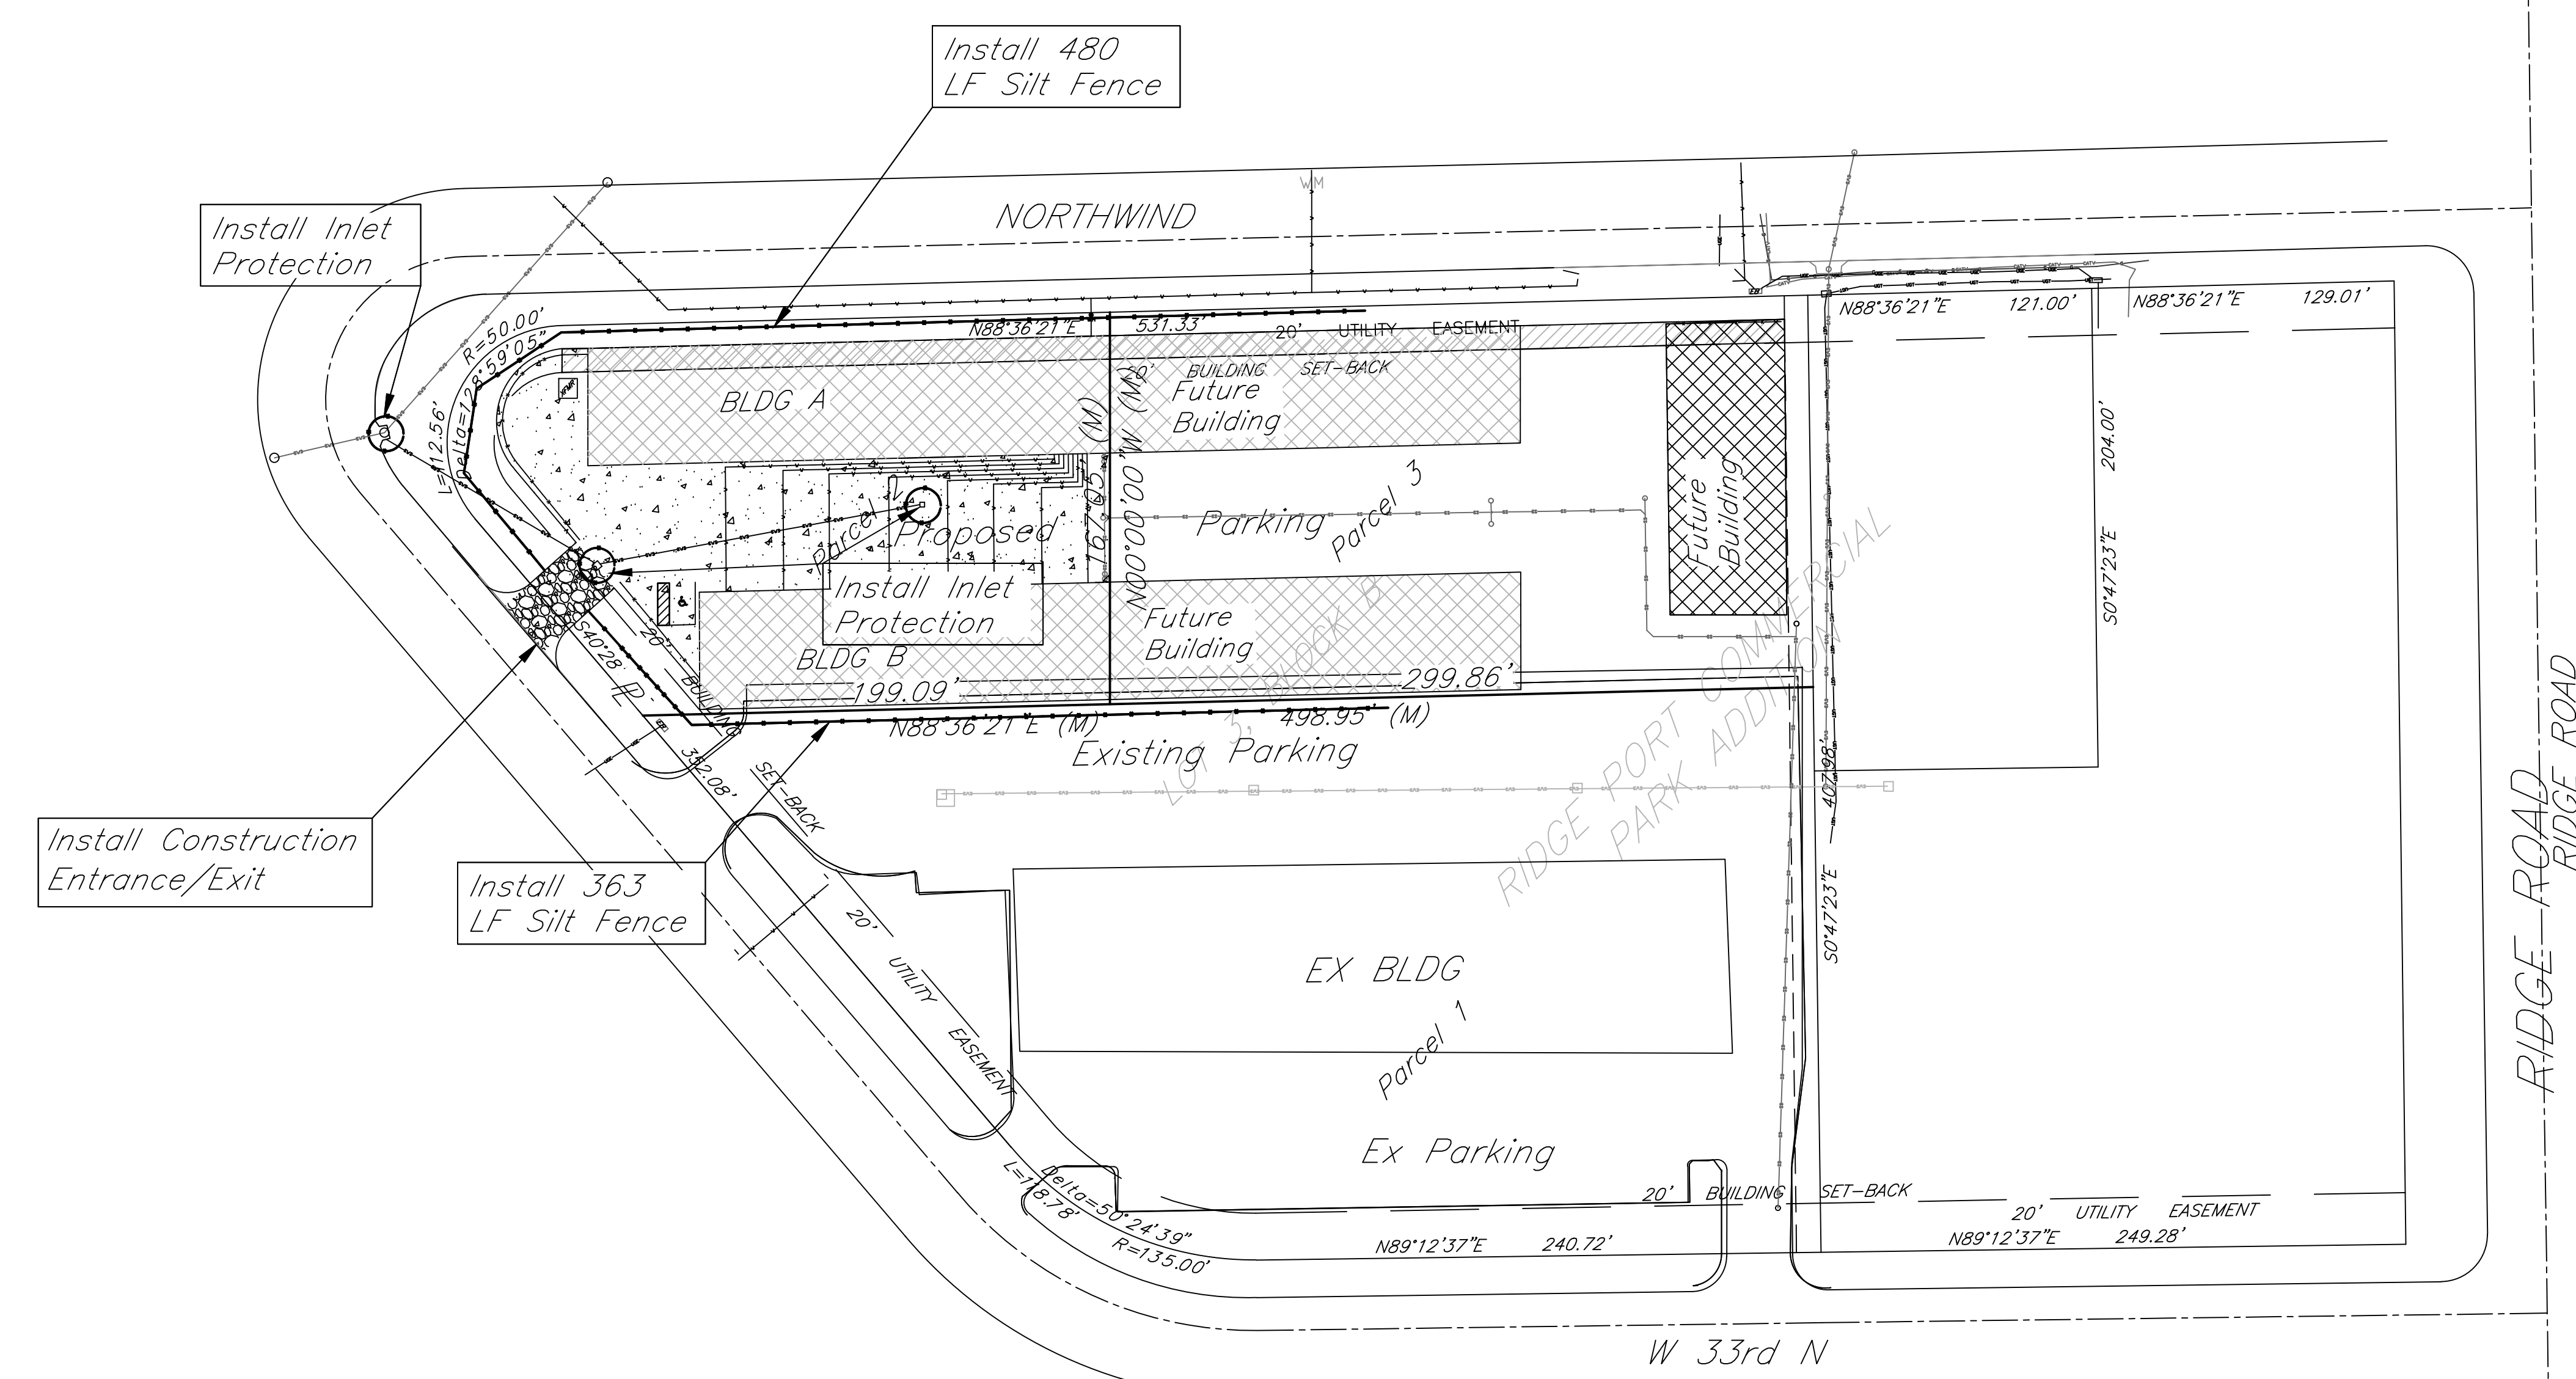 Install 480
LF Silt Fence
Install Inlet
Protection
NORTHWIND
WM
R=50.00'
Delta=128°59'05"
L=112.56'
N88°36'21"E 531.33'
20' UTILITY EASEMENT
20' BUILDING SET-BACK
N88°36'21"E 121.00'
N88°36'21"E 129.01'
BLDG A
Future
Building
167.05 (M)
N00°00'00"W (M)
204.00'
S0°47'23"E
Parcel
Proposed
Parking
Parcel 3
Future
Building
Install Inlet
Protection
BLDG B
Future
Building
S40°28'
20' BUILDING SET-BACK
352.08'
199.09'
299.86'
N88°36'21"E (M) 498.95' (M)
Existing Parking
LOT 3, BLOCK B
RIDGE PORT COMMERCIAL
PARK ADDITION
407.98'
S0°47'23"E
Install Construction
Entrance/Exit
Install 363
LF Silt Fence
20' UTILITY EASEMENT
EX BLDG
Parcel 1
Ex Parking
RIDGE ROAD
RIDGE ROAD
Delta=50°24'39"
L=118.78'
R=135.00'
20' BUILDING SET-BACK
20' UTILITY EASEMENT
N89°12'37"E 240.72'
N89°12'37"E 249.28'
W 33rd N